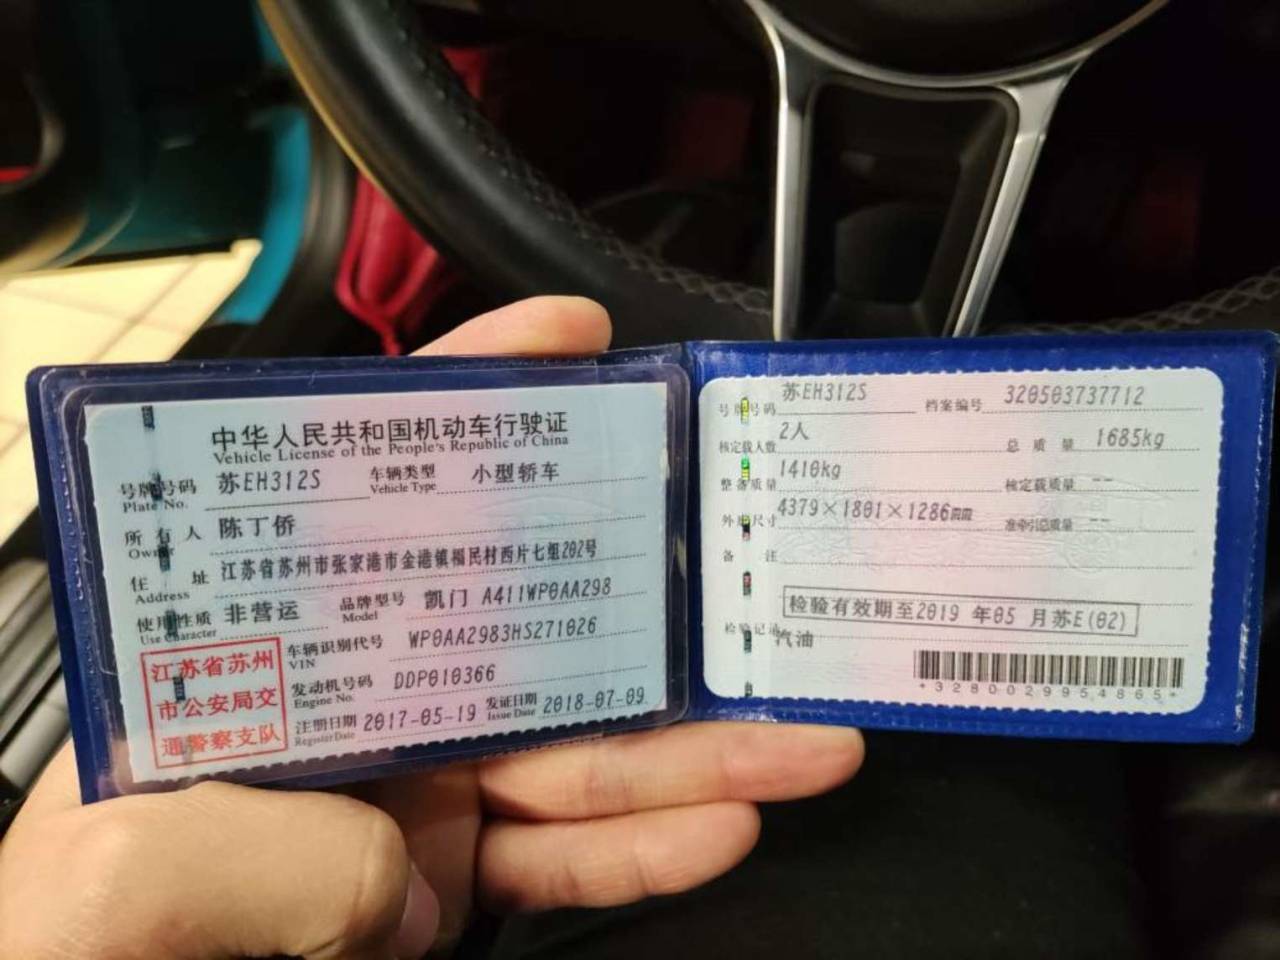 中华人民共和国机动车行驶证
Vehicle License of the People's Republic of China
号牌号码 苏EH312S 车辆类型 小型轿车
Plate No. Vehicle Type
所有人 陈丁侨
Owner
住址 江苏省苏州市张家港市金港镇福民村西片七组202号
Address
使用性质 非营运 品牌型号 凯门 A411WP0AA298
Use Character Model
江苏省苏州
市公安局交
通警察支队
车辆识别代号 WP0AA2983HS271026
VIN
发动机号码 DDP010366
Engine No.
注册日期 2017-05-19 发证日期 2018-07-09
Register Date Issue Date
号牌号码 苏EH312S 档案编号 320503737712
核定载人数 2人 总质量 1685kg
整备质量 1410kg 核定载质量 --
外廓尺寸 4379×1801×1286mm 准牵引总质量 --
备注
检验有效期至2019 年05 月苏E(02)
检验记录 汽油
*3280029954865*